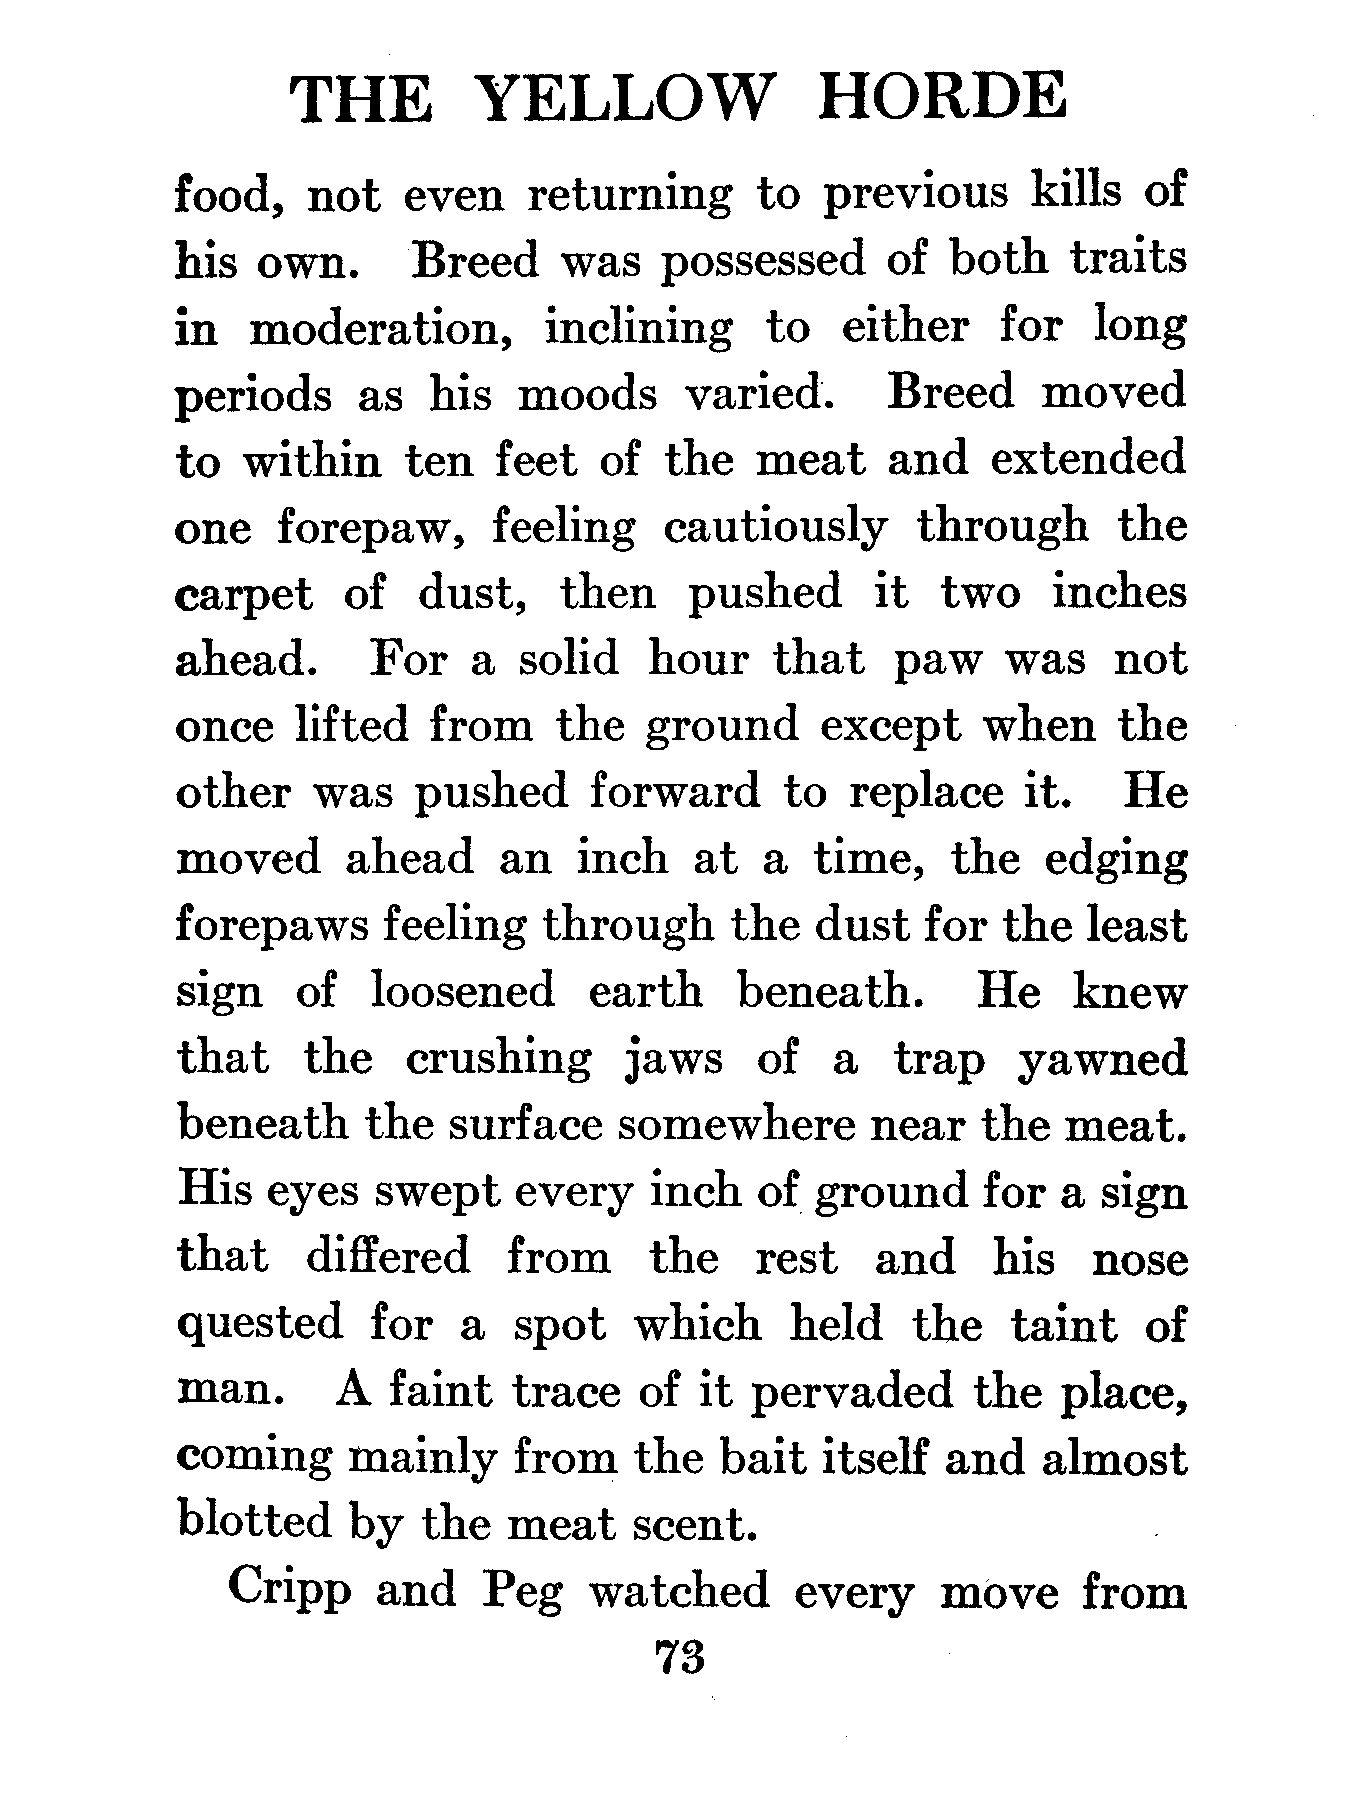 THE YELLOW HORDE
food, not even returning to previous kills of
his own. Breed was possessed of both traits
in moderation, inclining to either for long
periods as his moods varied. Breed moved
to within ten feet of the meat and extended
one forepaw, feeling cautiously through the
carpet of dust, then pushed it two inches
ahead. For a solid hour that paw was not
once lifted from the ground except when the
other was pushed forward to replace it. He
moved ahead an inch at a time, the edging
forepaws feeling through the dust for the least
sign of loosened earth beneath. He knew
that the crushing jaws of a trap yawned
beneath the surface somewhere near the meat.
His eyes swept every inch of ground for a sign
that differed from the rest and his nose
quested for a spot which held the taint of
man. A faint trace of it pervaded the place,
coming mainly from the bait itself and almost
blotted by the meat scent.
Cripp and Peg watched every move from
73